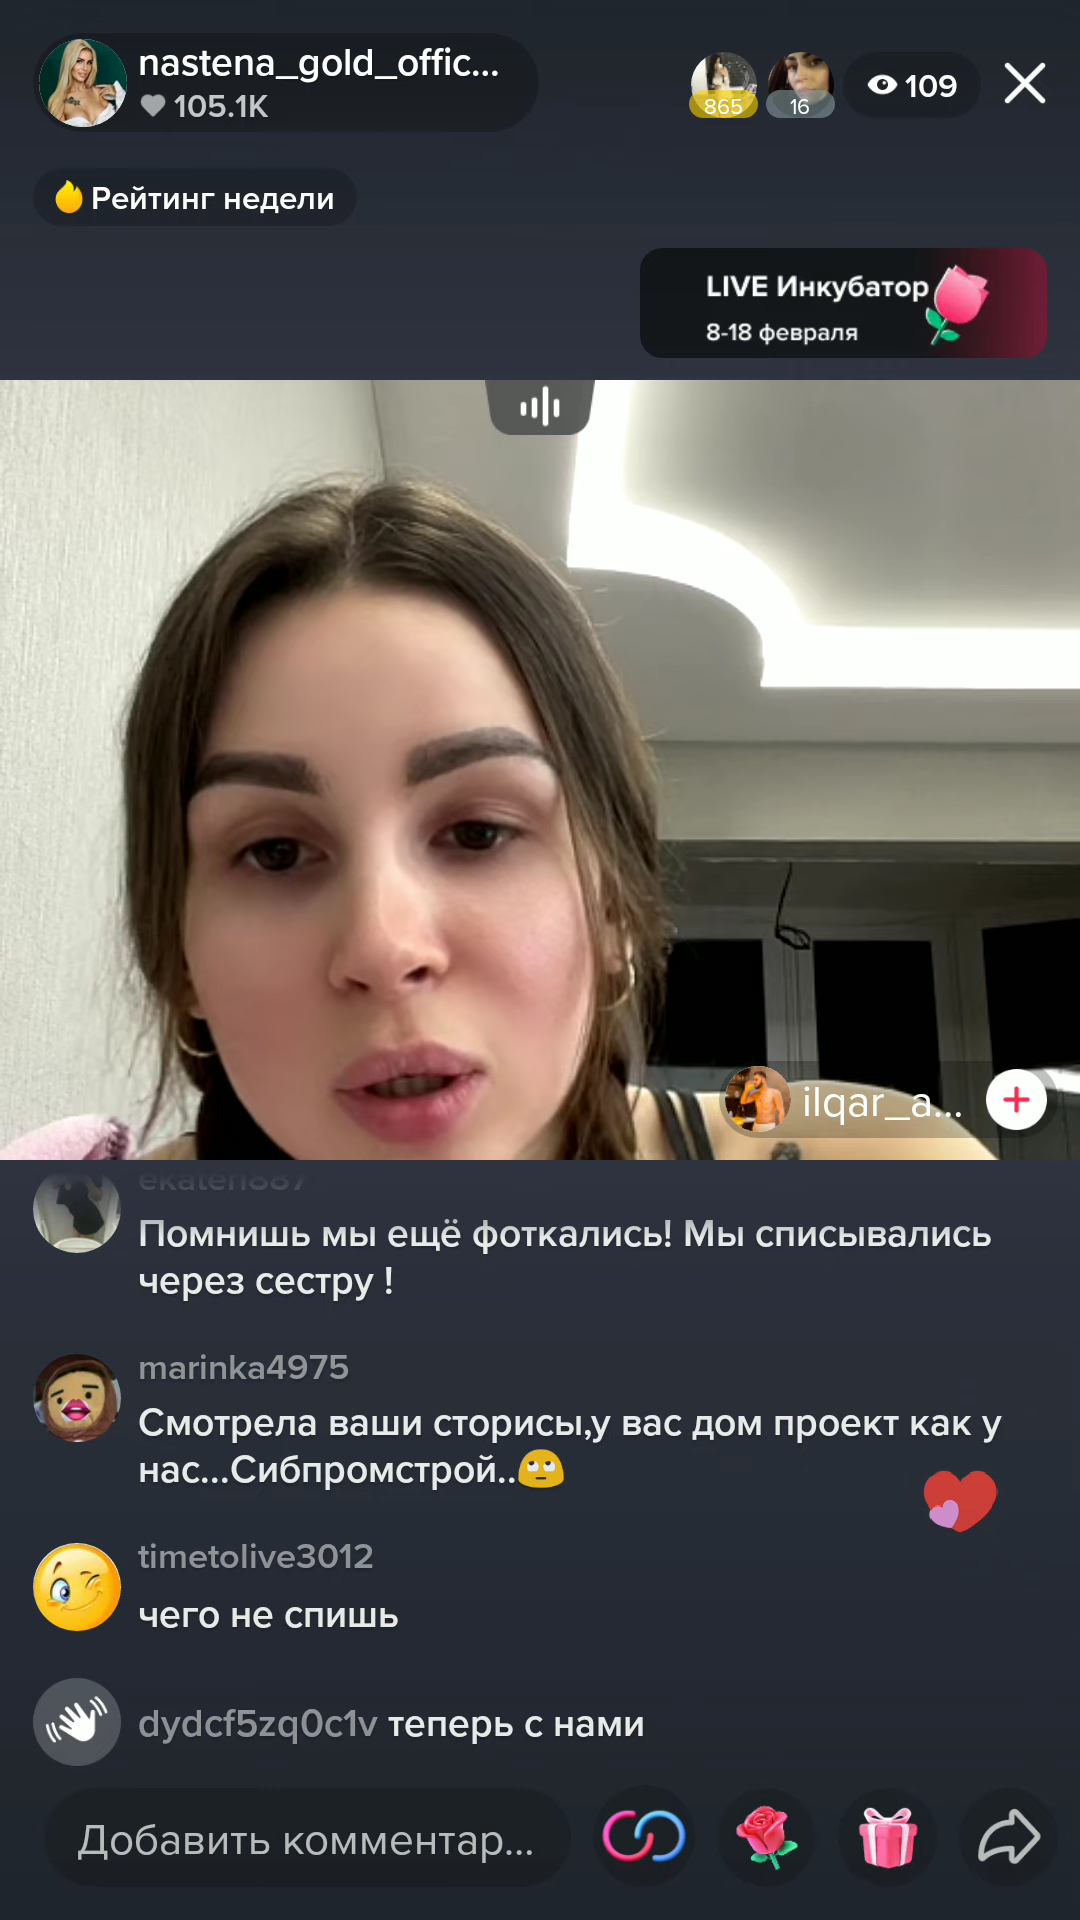 nastena_gold_offic...
105.1K
865
16
109
Рейтинг недели
LIVE Инкубатор
8-18 февраля
ilqar_a...
ekateri887
Помнишь мы ещё фоткались! Мы списывались
через сестру !
marinka4975
Смотрела ваши сторисы,у вас дом проект как у
нас...Сибпромстрой..🙄
timetolive3012
чего не спишь
dydcf5zq0c1v теперь с нами
Добавить комментар...